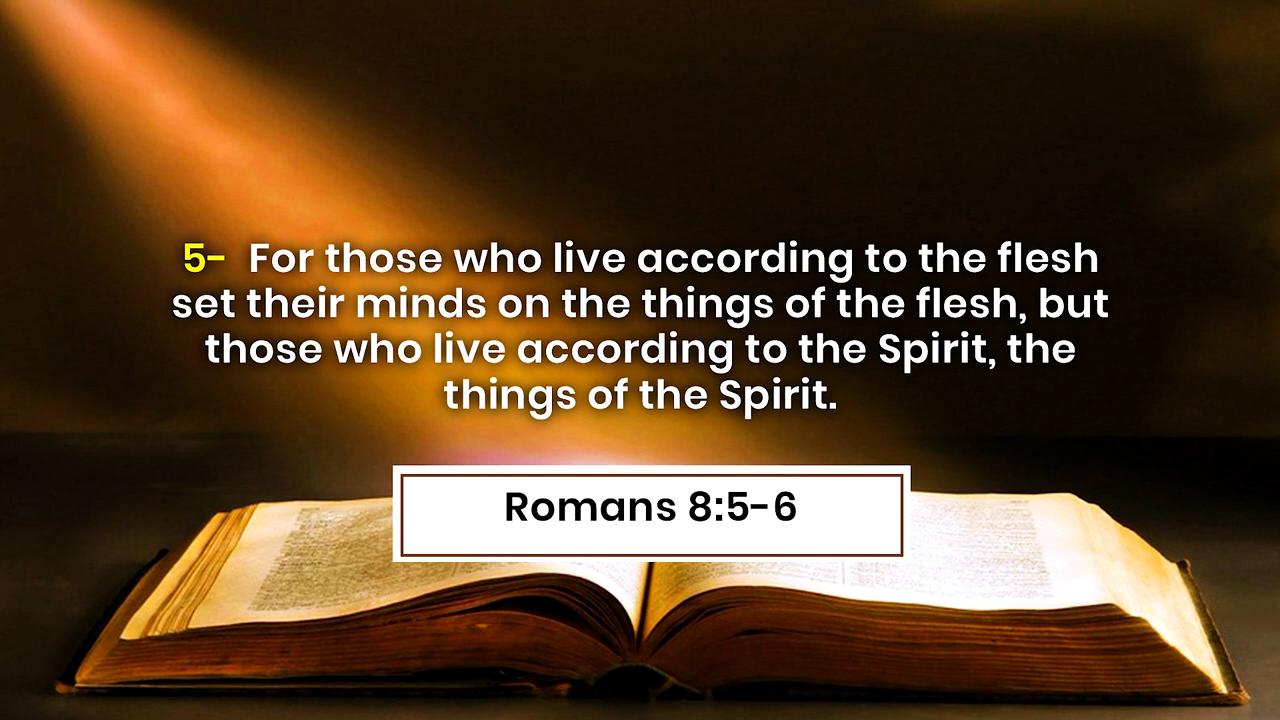 5- For those who live according to the flesh
set their minds on the things of the flesh, but
those who live according to the Spirit, the
things of the Spirit.
Romans 8:5-6